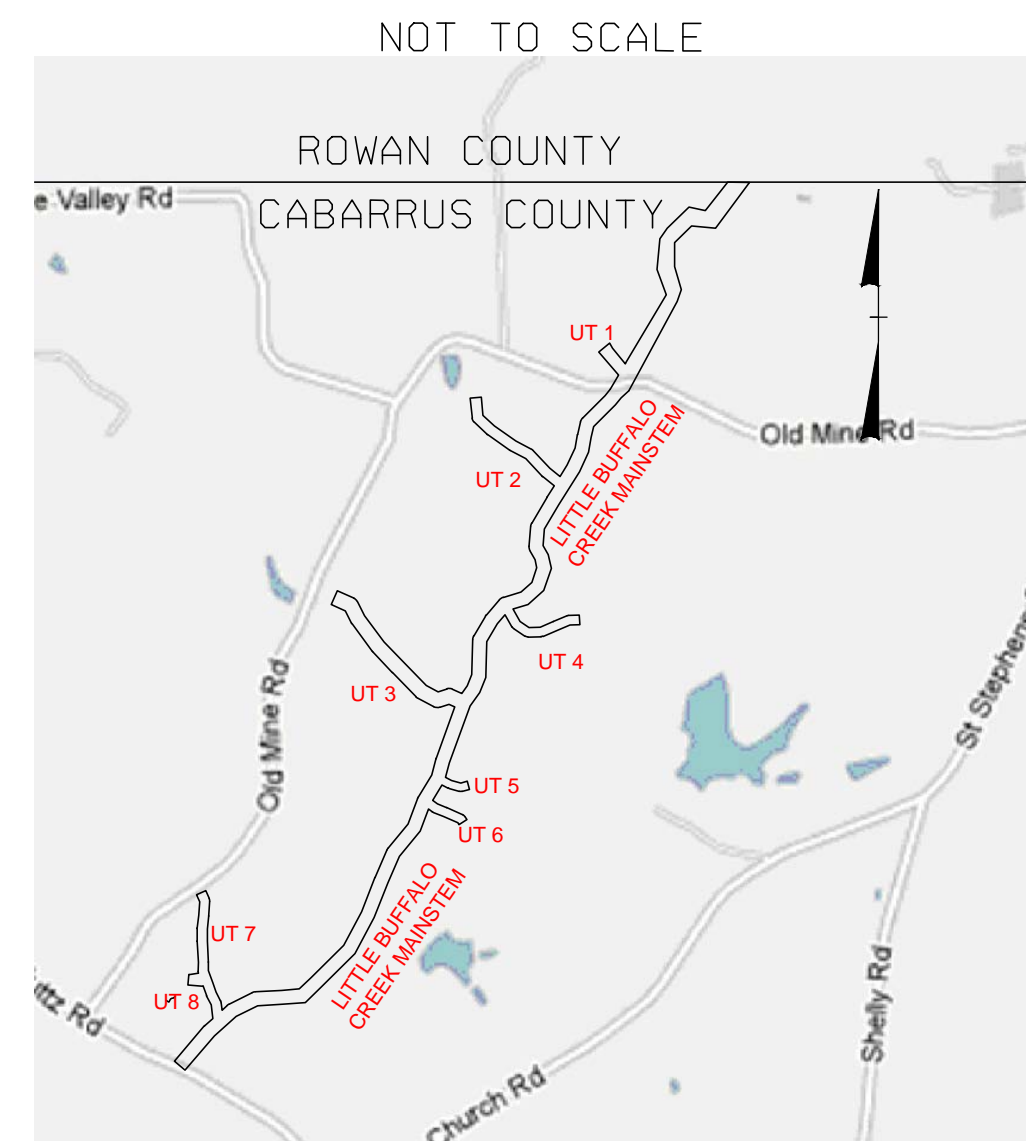 NOT TO SCALE
ROWAN COUNTY
e Valley Rd
CABARRUS COUNTY
UT 1
Old Mine Rd
UT 2
LITTLE BUFFALO
CREEK MAINSTEM
UT 4
UT 3
St Stephens
Old Mine Rd
UT 5
UT 6
LITTLE BUFFALO
CREEK MAINSTEM
UT 7
UT 8
uttz Rd
Shelly Rd
Church Rd